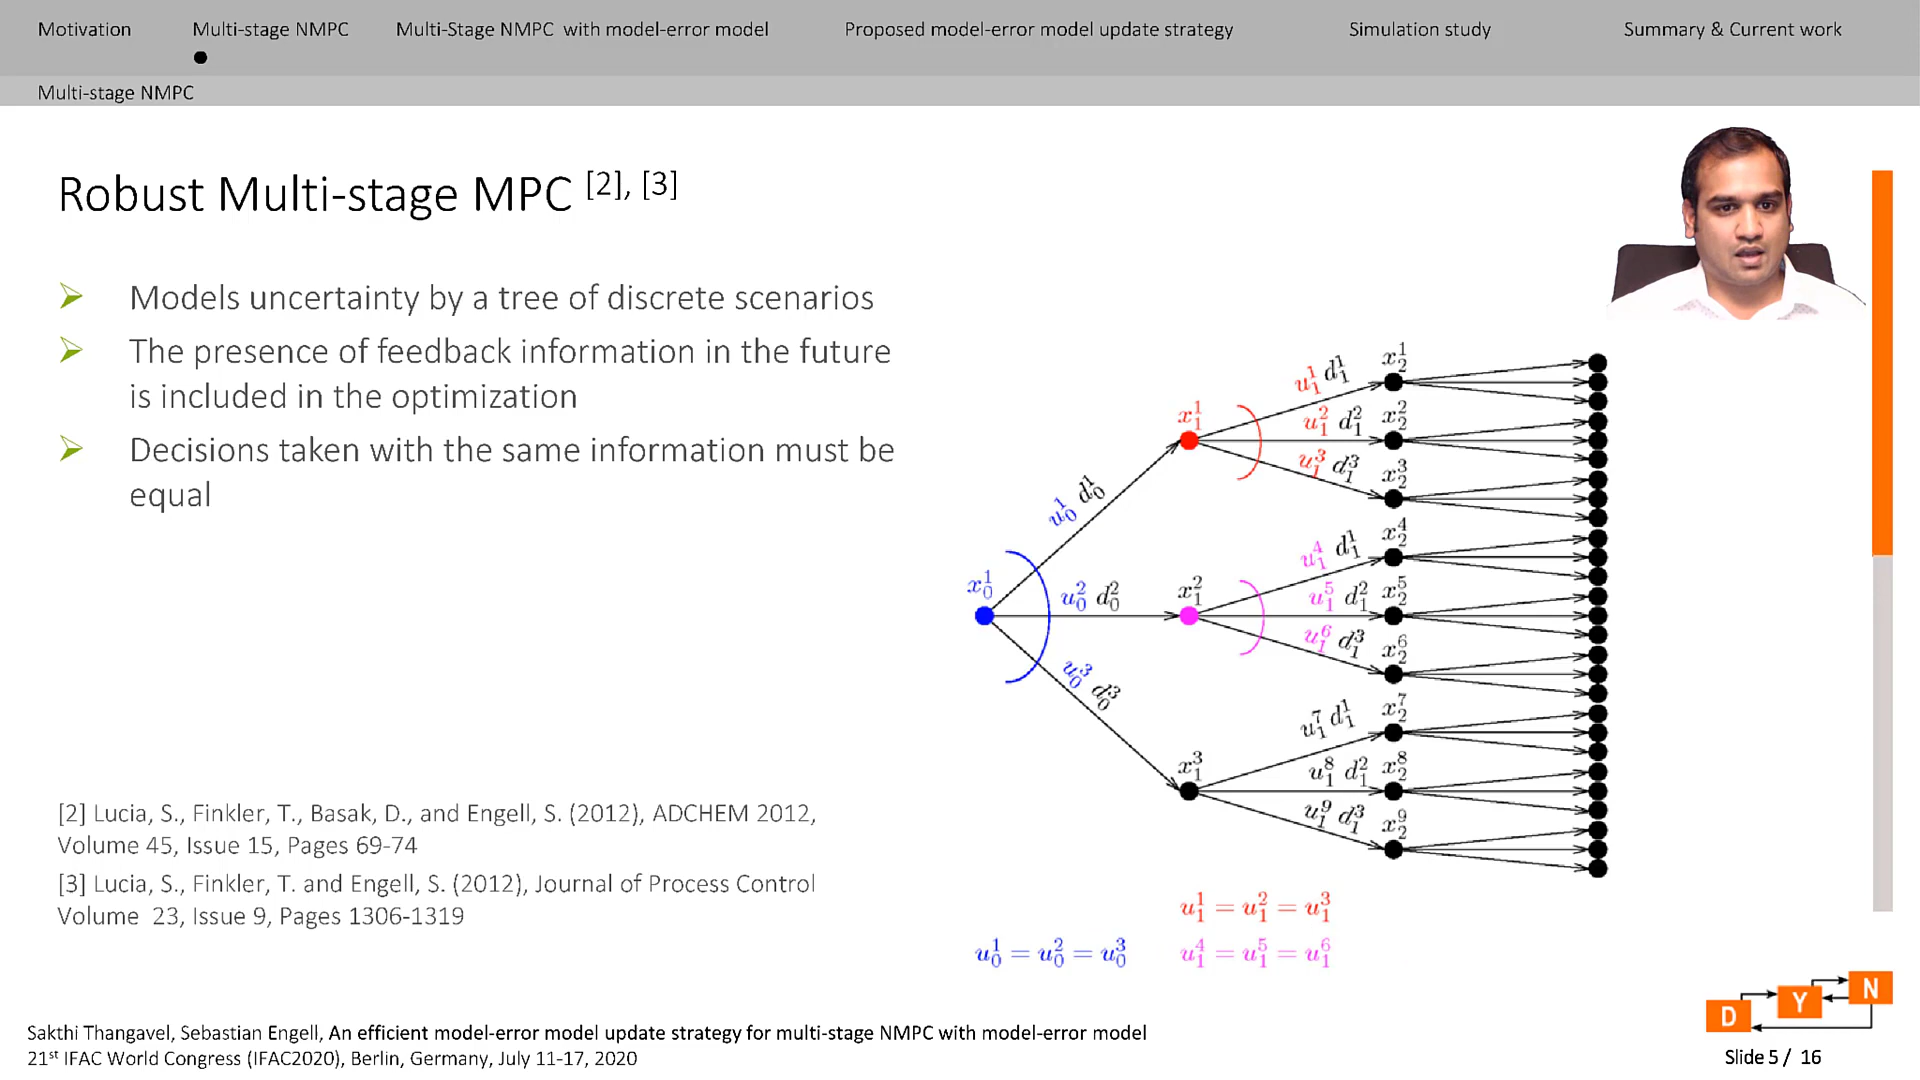 Motivation
Multi-stage NMPC
Multi-Stage NMPC with model-error model
Proposed model-error model update strategy
Simulation study
Summary & Current work
Multi-stage NMPC
Robust Multi-stage MPC [2], [3]
Models uncertainty by a tree of discrete scenarios
The presence of feedback information in the future
is included in the optimization
Decisions taken with the same information must be
equal
x_0^1
u_0^1 d_0^1
u_0^2 d_0^2
u_0^3 d_0^3
x_1^1
u_1^1 d_1^1 x_2^1
u_1^2 d_1^2 x_2^2
u_1^3 d_1^3 x_2^3
x_1^2
u_1^4 d_1^1 x_2^4
u_1^5 d_1^2 x_2^5
u_1^6 d_1^3 x_2^6
x_1^3
u_1^7 d_1^1 x_2^7
u_1^8 d_1^2 x_2^8
u_1^9 d_1^3 x_2^9
u_1^1 = u_1^2 = u_1^3
u_0^1 = u_0^2 = u_0^3
u_1^4 = u_1^5 = u_1^6
[2] Lucia, S., Finkler, T., Basak, D., and Engell, S. (2012), ADCHEM 2012,
Volume 45, Issue 15, Pages 69-74
[3] Lucia, S., Finkler, T. and Engell, S. (2012), Journal of Process Control
Volume 23, Issue 9, Pages 1306-1319
D Y N
Sakthi Thangavel, Sebastian Engell, An efficient model-error model update strategy for multi-stage NMPC with model-error model
21st IFAC World Congress (IFAC2020), Berlin, Germany, July 11-17, 2020
Slide 5 / 16